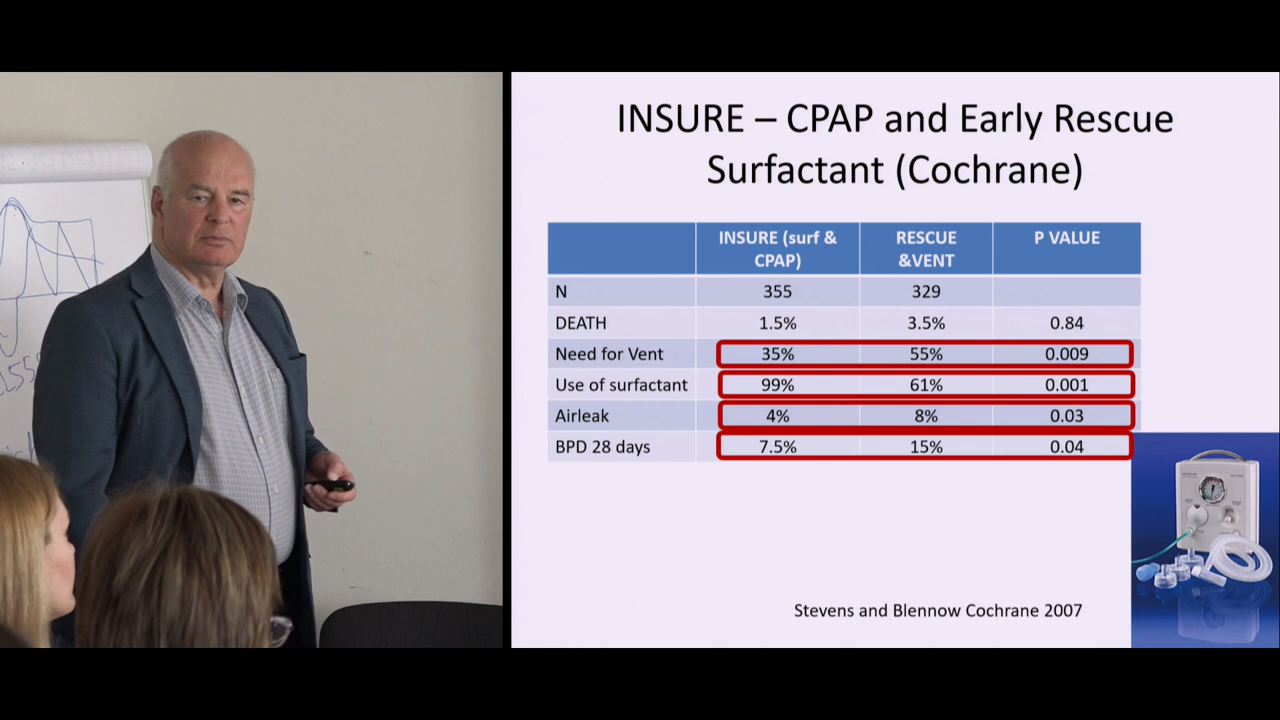 INSURE – CPAP and Early Rescue
Surfactant (Cochrane)
INSURE (surf &
CPAP)
RESCUE
&VENT
P VALUE
N 355 329
DEATH 1.5% 3.5% 0.84
Need for Vent 35% 55% 0.009
Use of surfactant 99% 61% 0.001
Airleak 4% 8% 0.03
BPD 28 days 7.5% 15% 0.04
Stevens and Blennow Cochrane 2007